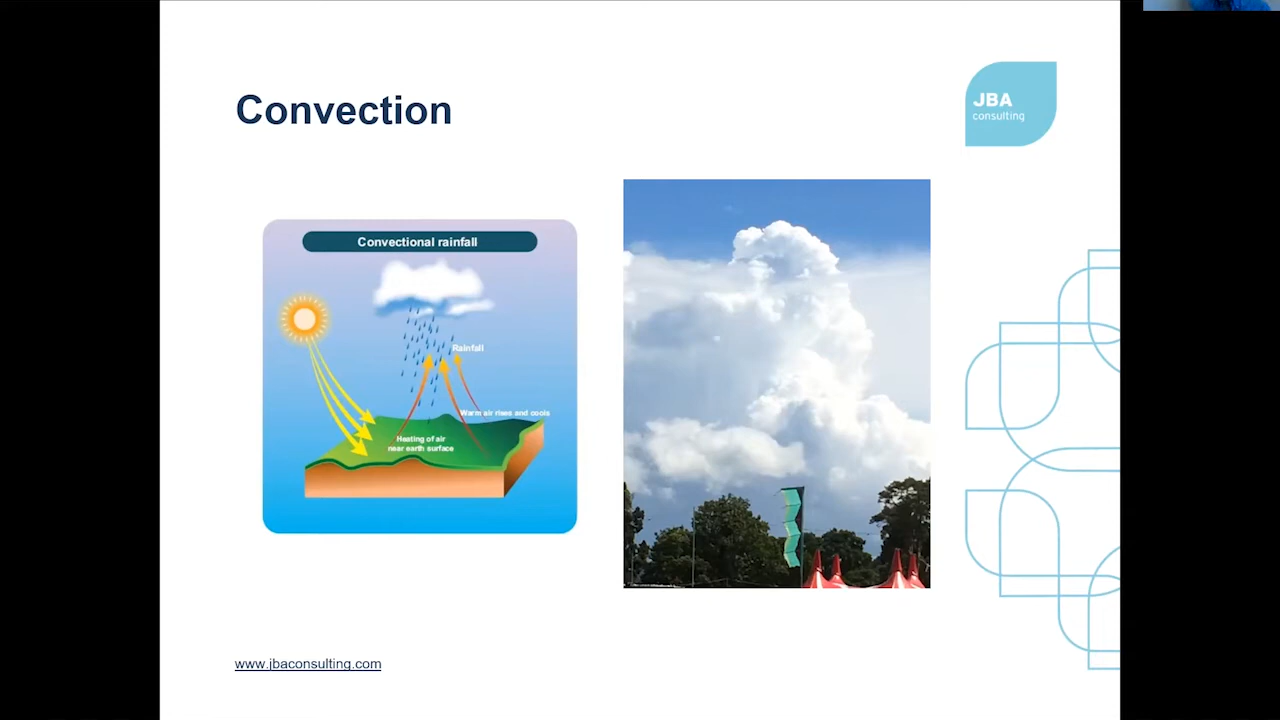 Convection
JBA
consulting
Convectional rainfall
Rainfall
Warm air rises and cools
Heating of air
near earth surface
www.jbaconsulting.com